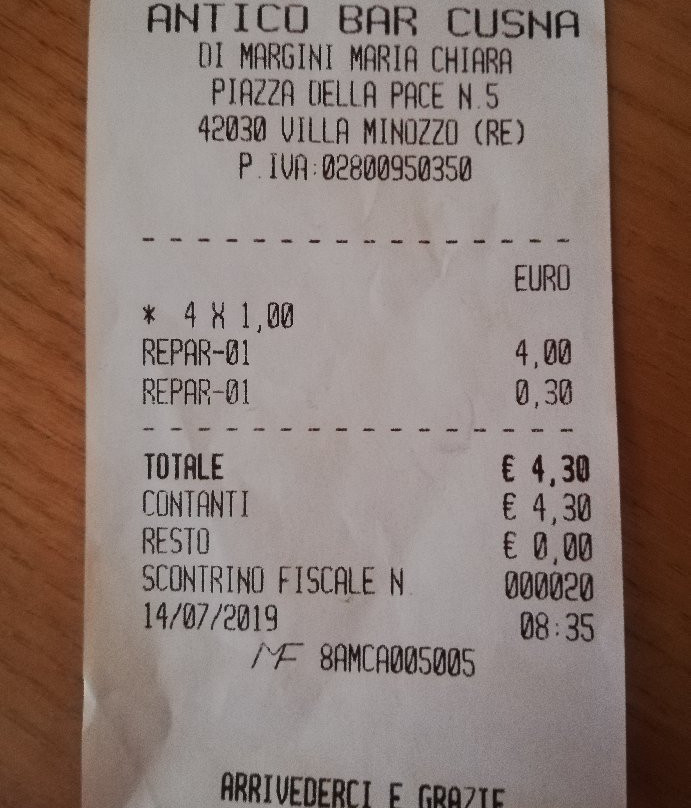 ANTICO BAR CUSNA
DI MARGINI MARIA CHIARA
PIAZZA DELLA PACE N.5
42030 VILLA MINOZZO (RE)
P.IVA:02800950350
EURO
* 4 X 1,00
REPAR-01 4,00
REPAR-01 0,30
TOTALE € 4,30
CONTANTI € 4,30
RESTO € 0,00
SCONTRINO FISCALE N. 000020
14/07/2019 08:35
MF 8AMCA005005
ARRIVEDERCI E GRAZIE